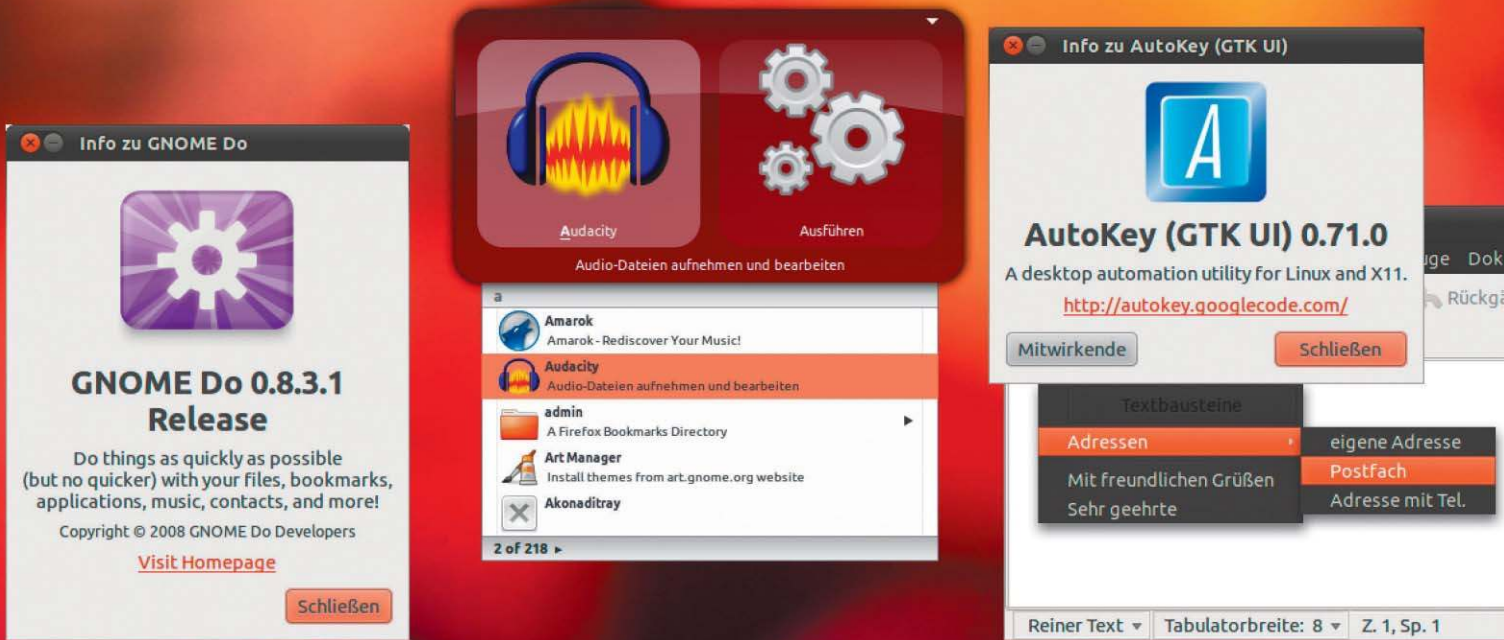 Info zu GNOME Do
GNOME Do 0.8.3.1
Release
Do things as quickly as possible
(but no quicker) with your files, bookmarks,
applications, music, contacts, and more!
Copyright © 2008 GNOME Do Developers
Visit Homepage
Schließen
Audacity
Ausführen
Audio-Dateien aufnehmen und bearbeiten
a
Amarok
Amarok - Rediscover Your Music!
Audacity
Audio-Dateien aufnehmen und bearbeiten
admin
A Firefox Bookmarks Directory
Art Manager
Install themes from art.gnome.org website
Akonaditray
2 of 218
Info zu AutoKey (GTK UI)
A
AutoKey (GTK UI) 0.71.0
A desktop automation utility for Linux and X11.
http://autokey.googlecode.com/
Mitwirkende
Schließen
uge Dok
Rückgä
Textbausteine
Adressen
Mit freundlichen Grüßen
Sehr geehrte
eigene Adresse
Postfach
Adresse mit Tel.
Reiner Text
Tabulatorbreite: 8
Z. 1, Sp. 1